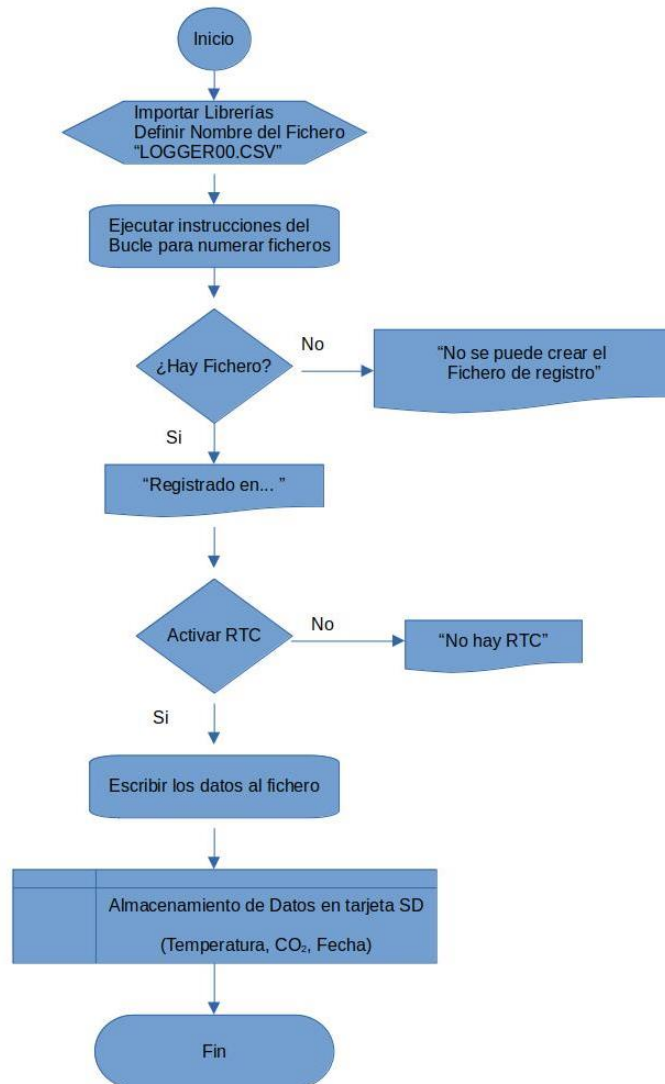 Inicio
Importar Librerías
Definir Nombre del Fichero
“LOGGER00.CSV”
Ejecutar instrucciones del
Bucle para numerar ficheros
¿Hay Fichero?
No
“No se puede crear el
Fichero de registro”
Si
“Registrado en... ”
Activar RTC
No
“No hay RTC”
Si
Escribir los datos al fichero
Almacenamiento de Datos en tarjeta SD
(Temperatura, CO₂, Fecha)
Fin